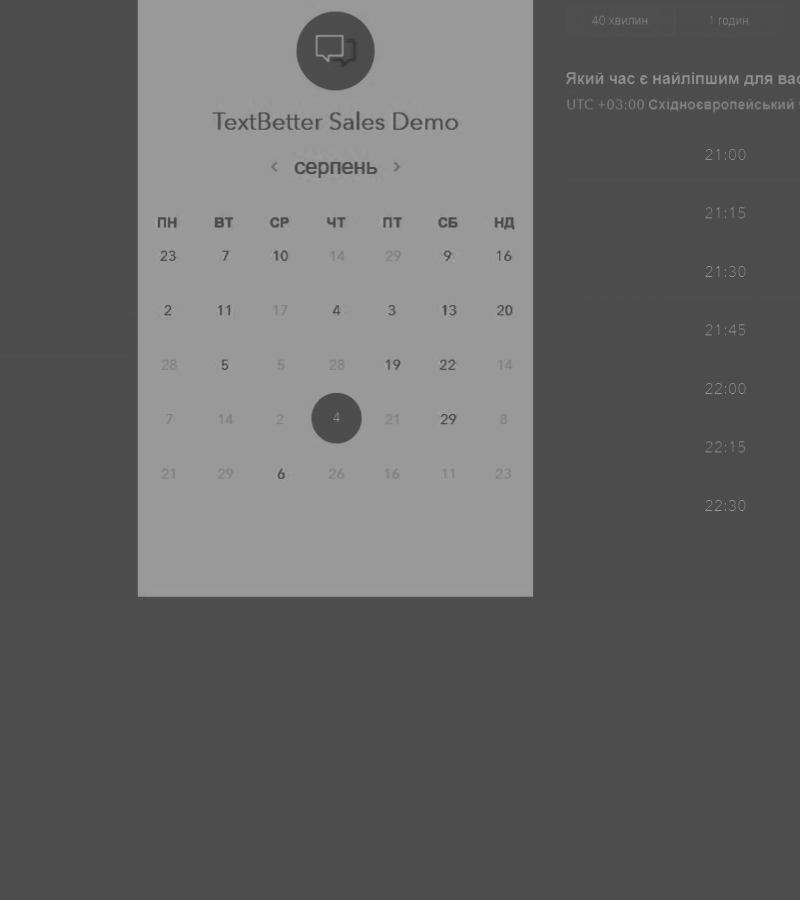 TextBetter Sales Demo
серпень
ПН ВТ СР ЧТ ПТ СБ НД
23 7 10 14 29 9 16
2 11 17 4 3 13 20
28 5 5 28 19 22 14
7 14 2 4 21 29 8
21 29 6 26 16 11 23
40 хвилин 1 годин
Який час є найліпшим для вас
UTC +03:00 Східноєвропейський
21:00
21:15
21:30
21:45
22:00
22:15
22:30